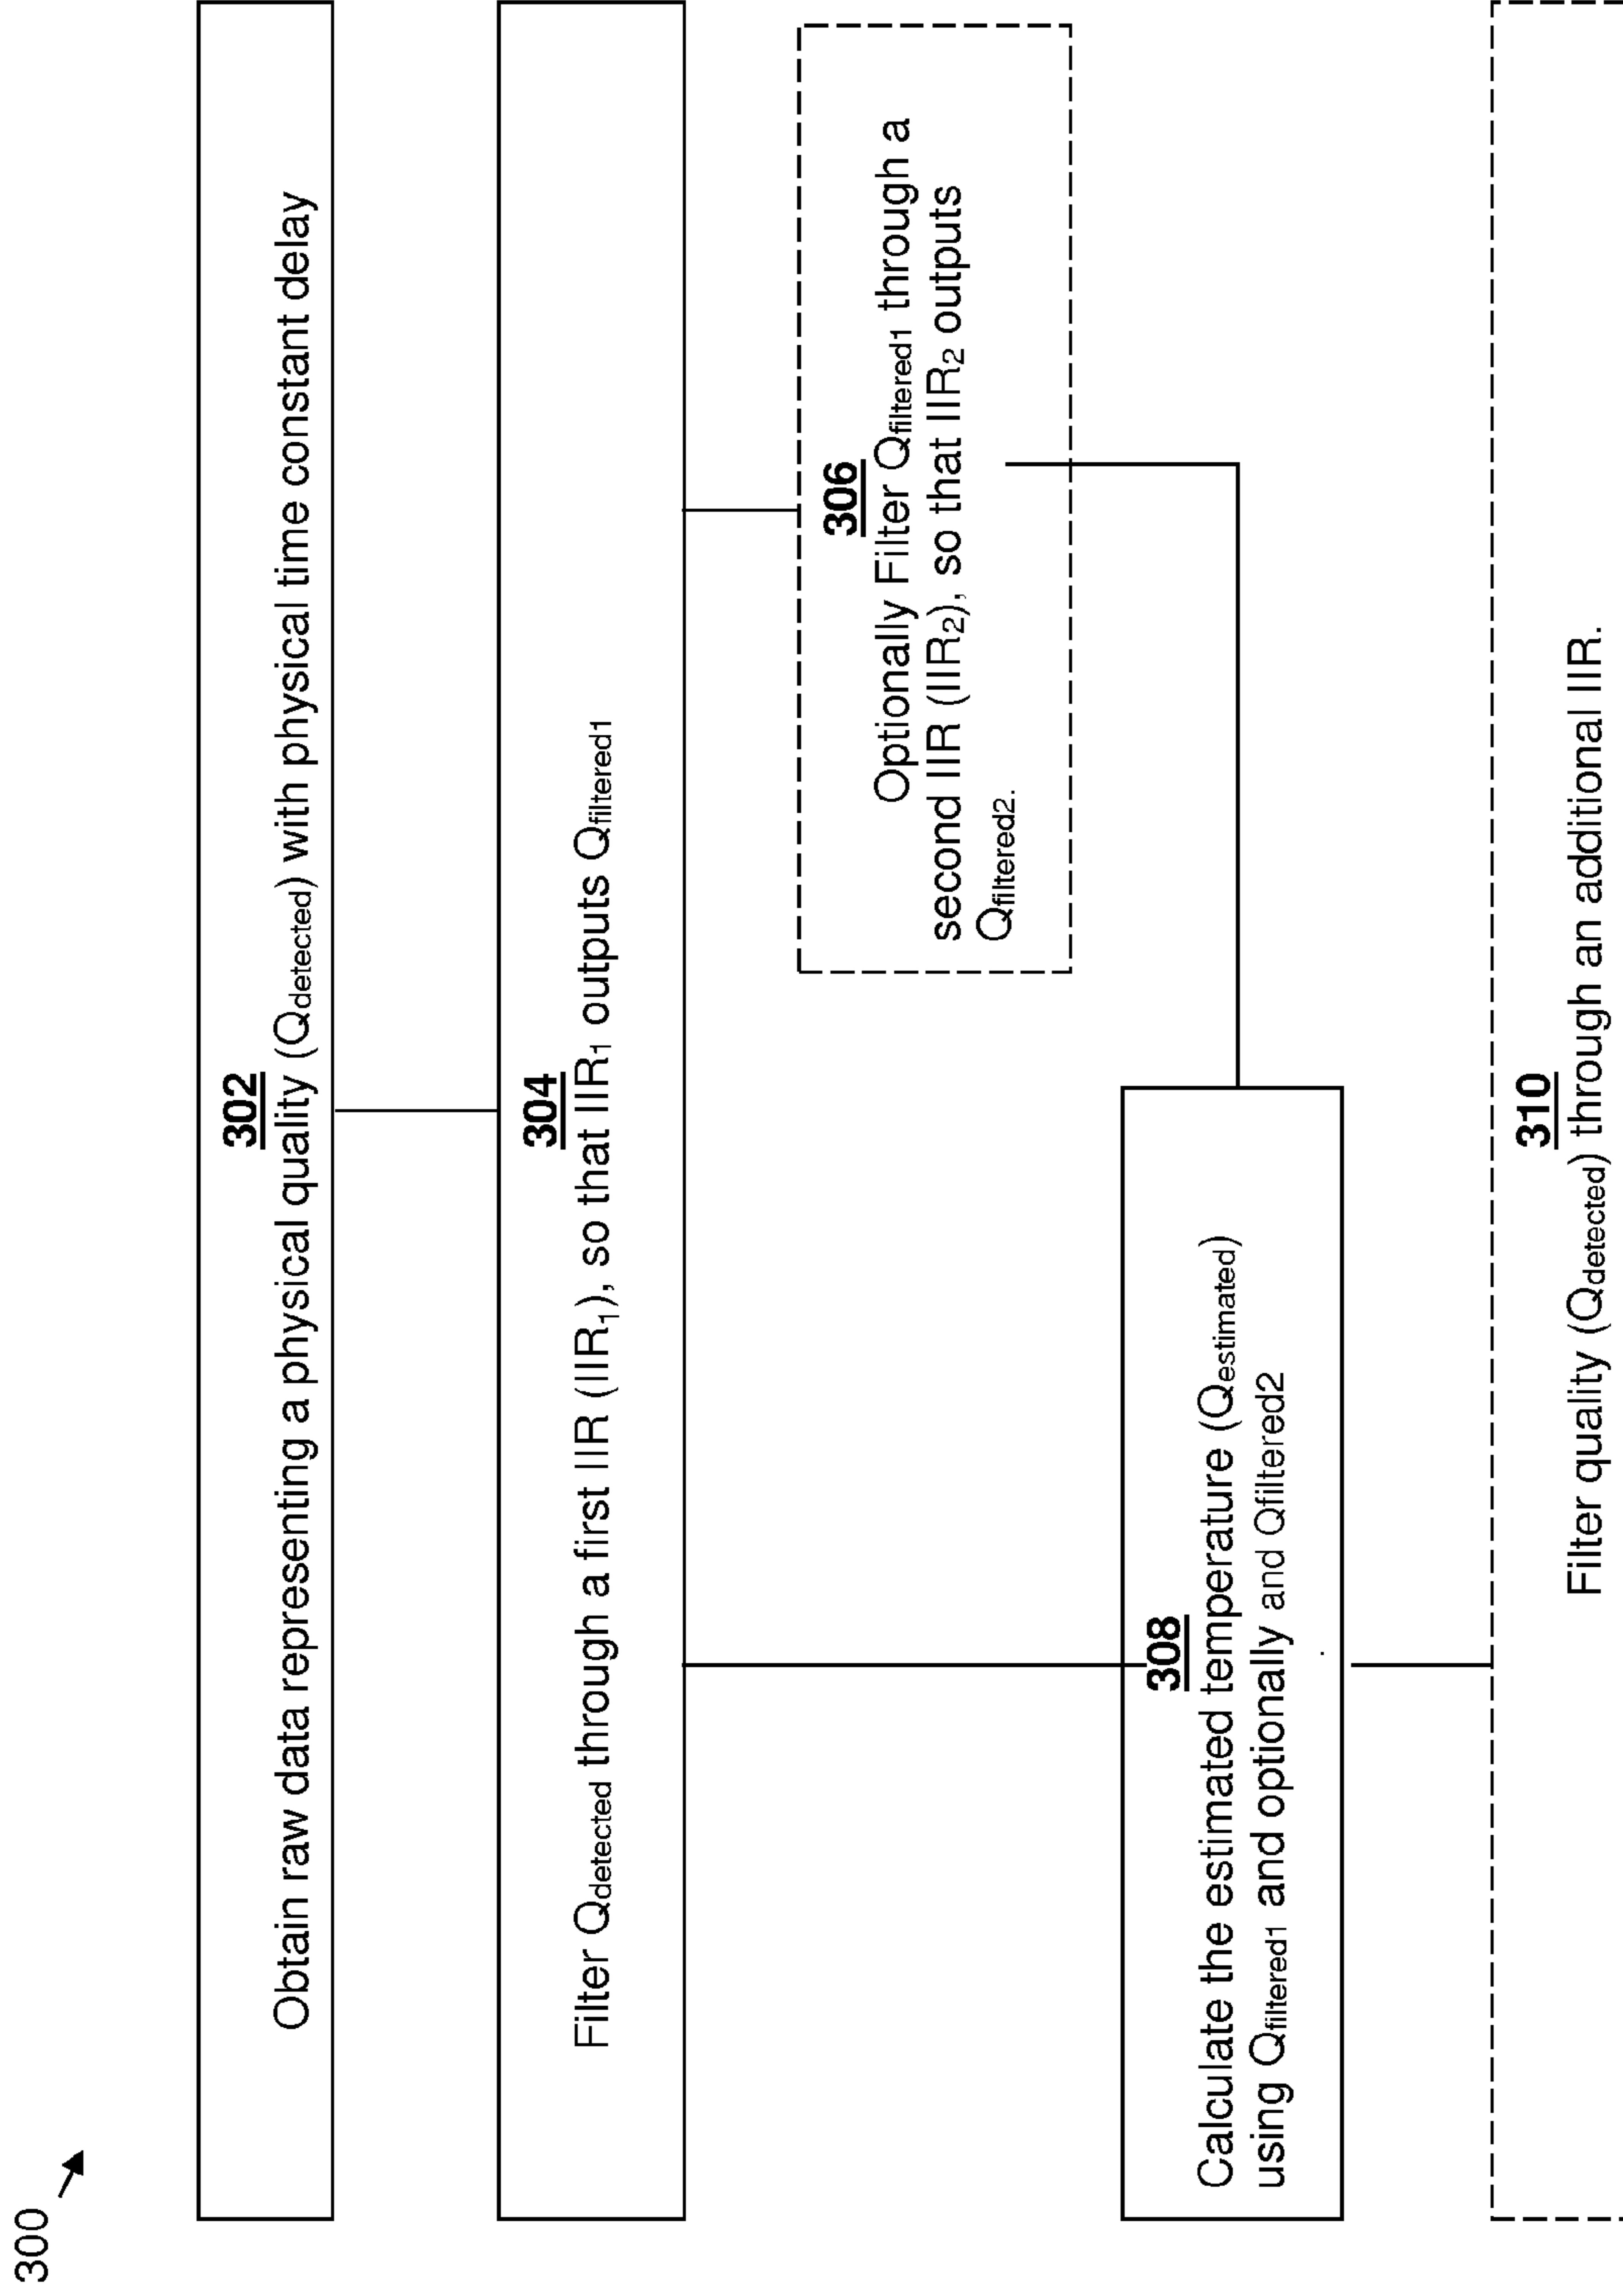 300
302
Obtain raw data representing a physical quality (Qdetected) with physical time constant delay
304
Filter Qdetected through a first IIR (IIR1), so that IIR1 outputs Qfiltered1
306
Optionally Filter Qfiltered1 through a
second IIR (IIR2), so that IIR2 outputs
Qfiltered2.
308
Calculate the estimated temperature (Qestimated)
using Qfiltered1 and optionally and Qfiltered2
.
310
Filter quality (Qdetected) through an additional IIR.